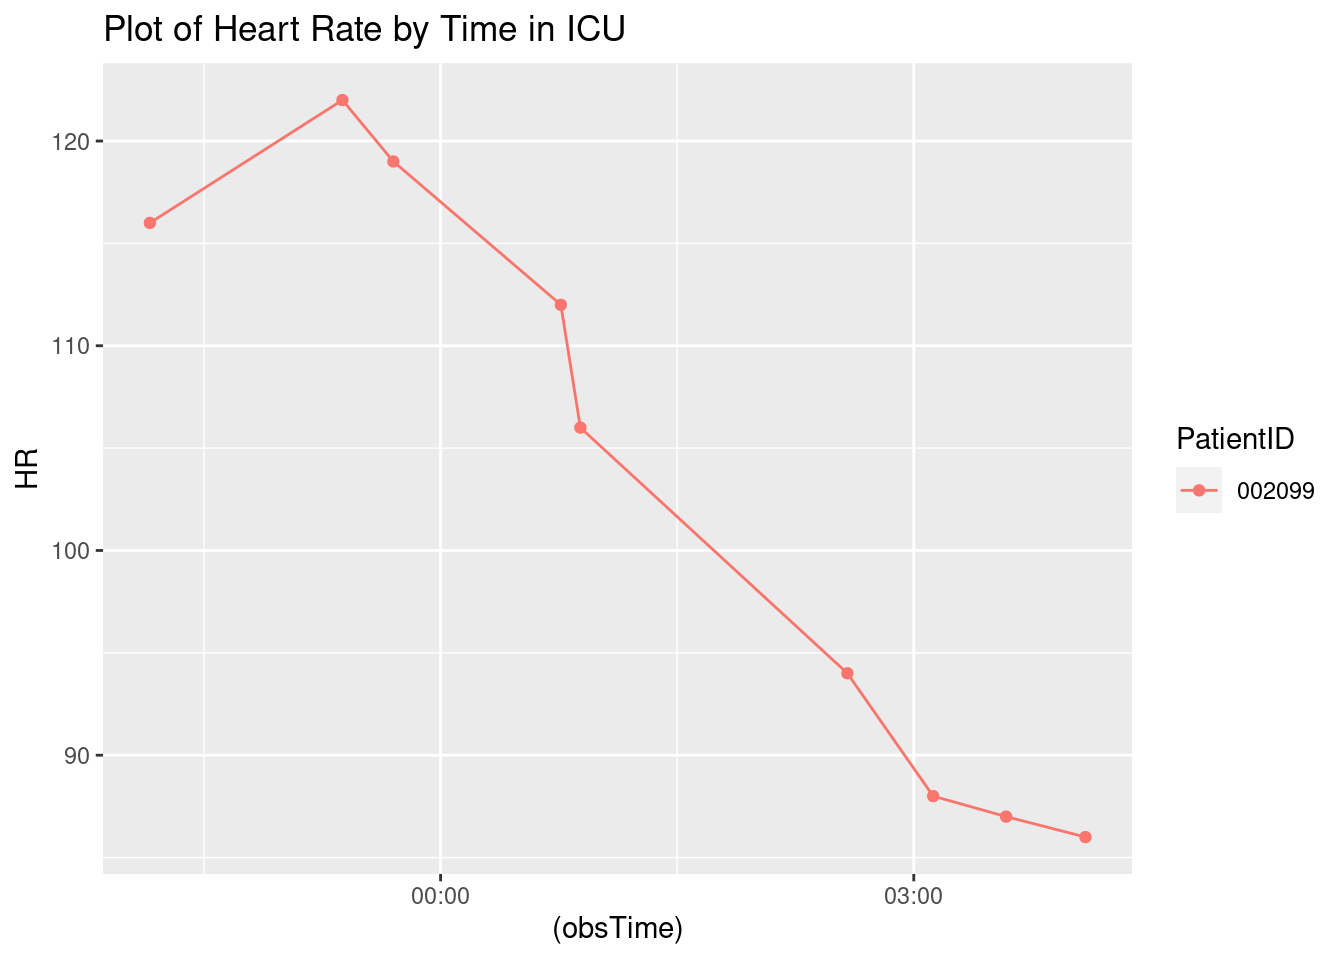 Plot of Heart Rate by Time in ICU
120
110
100
90
HR
00:00
03:00
(obsTime)
PatientID
002099